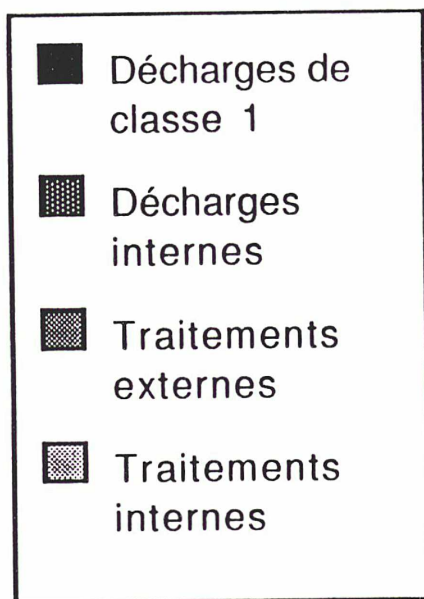 Décharges de
classe 1
Décharges
internes
Traitements
externes
Traitements
internes